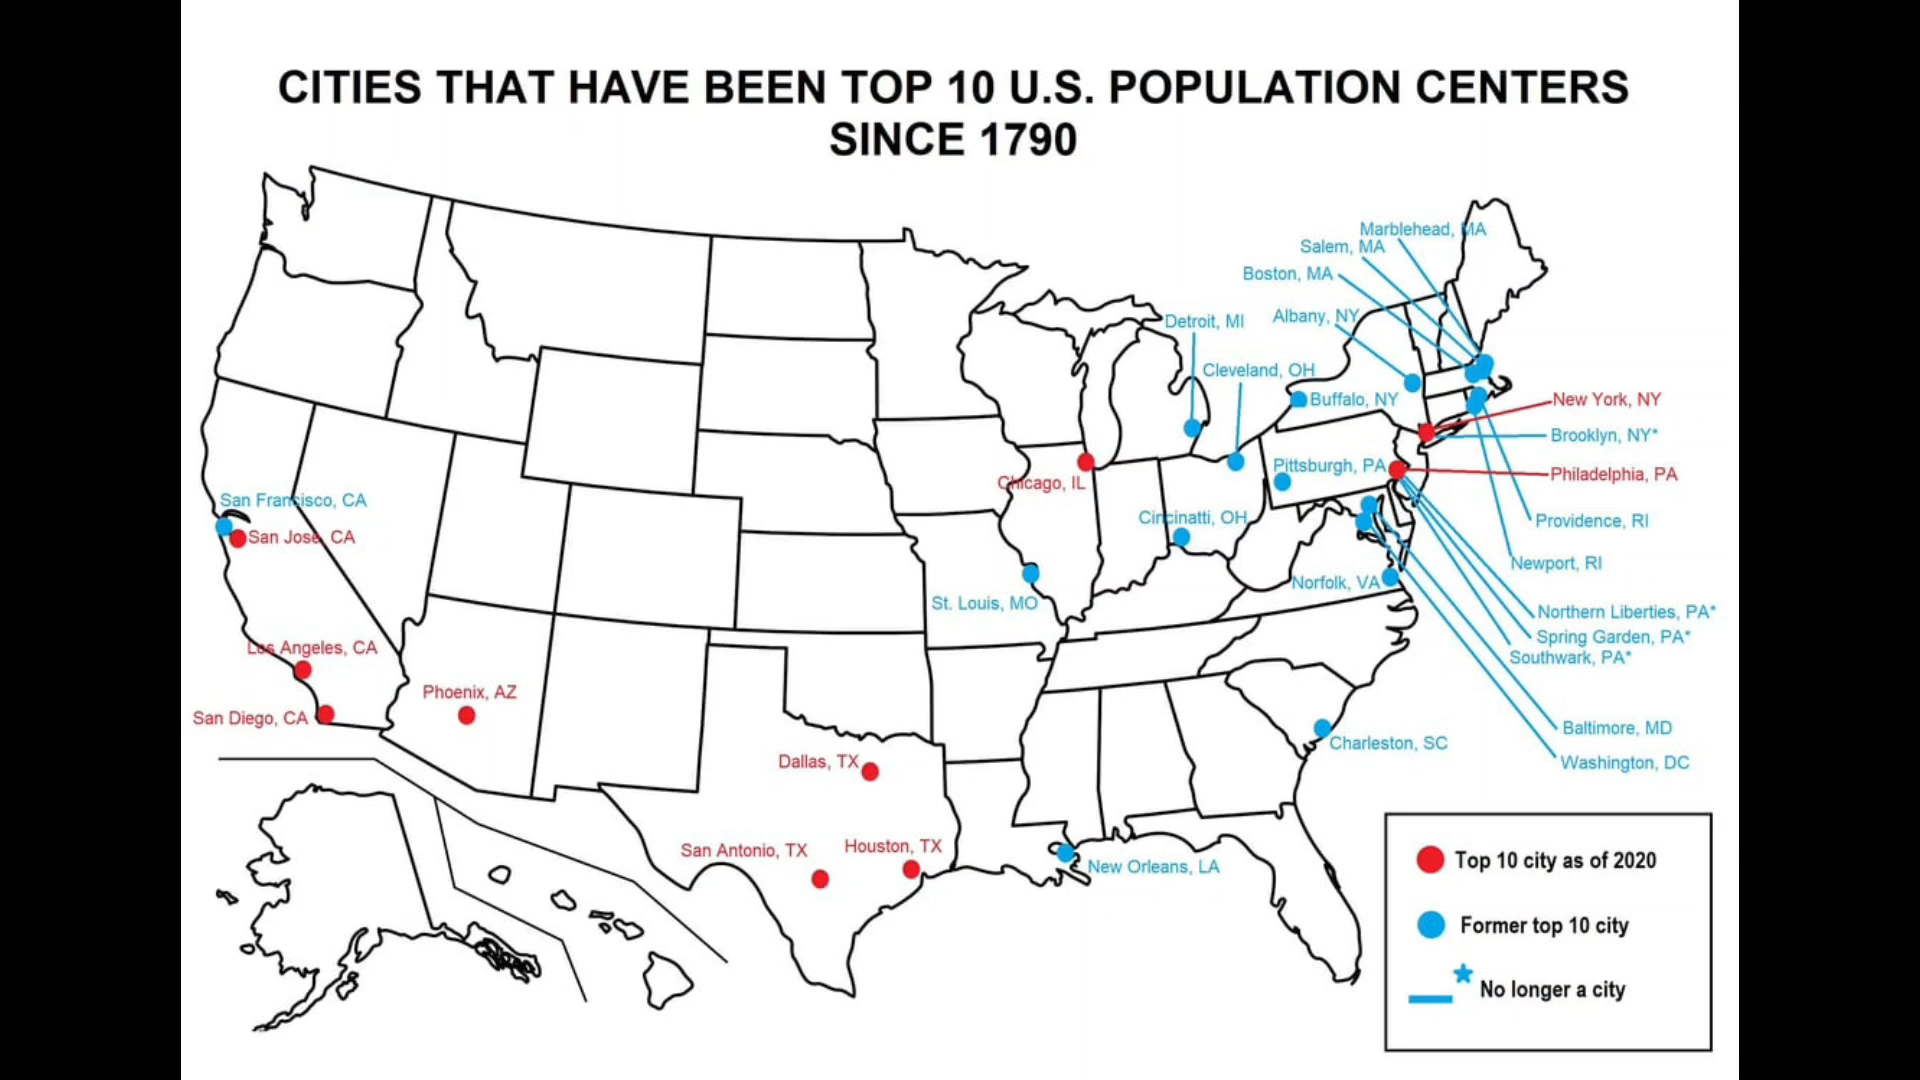 CITIES THAT HAVE BEEN TOP 10 U.S. POPULATION CENTERS
SINCE 1790
Marblehead, MA
Salem, MA
Boston, MA
Albany, NY
Detroit, MI
Cleveland, OH
Buffalo, NY
New York, NY
Brooklyn, NY*
Pittsburgh, PA
Philadelphia, PA
Chicago, IL
San Francisco, CA
San Jose, CA
Cincinatti, OH
Providence, RI
Newport, RI
Norfolk, VA
St. Louis, MO
Northern Liberties, PA*
Spring Garden, PA*
Southwark, PA*
Los Angeles, CA
Phoenix, AZ
San Diego, CA
Baltimore, MD
Charleston, SC
Washington, DC
Dallas, TX
San Antonio, TX
Houston, TX
New Orleans, LA
Top 10 city as of 2020
Former top 10 city
No longer a city